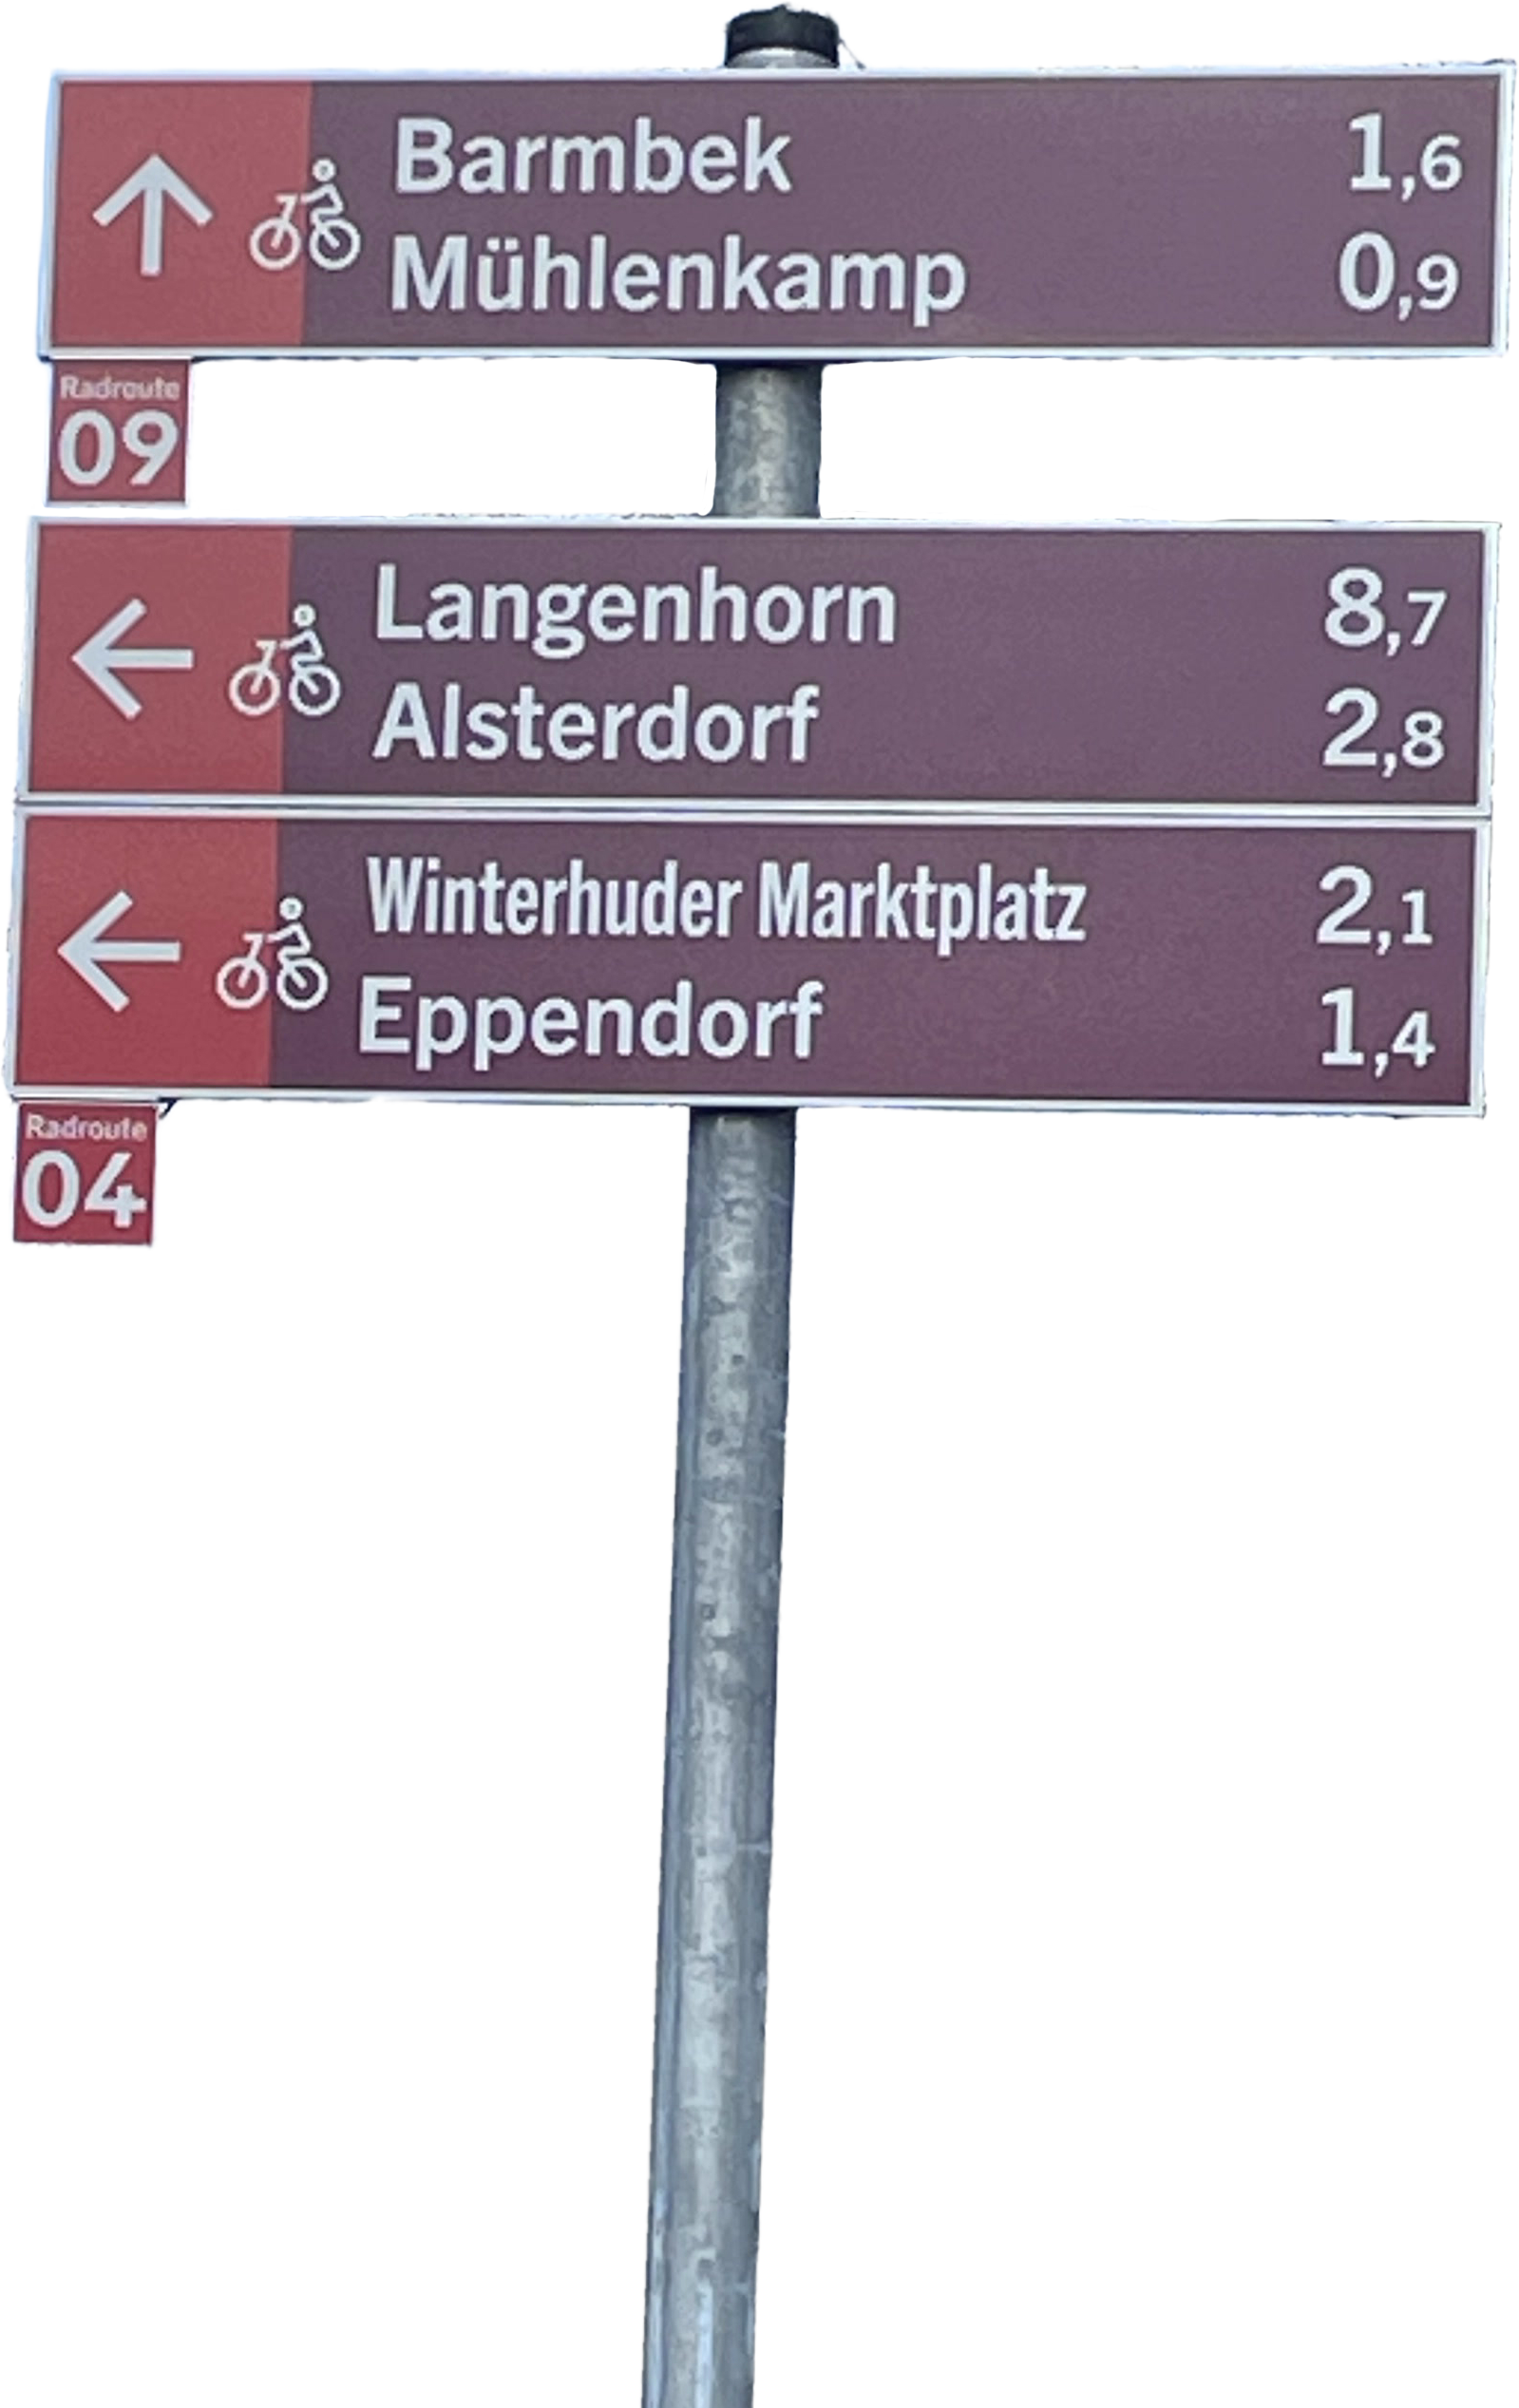 Barmbek 1,6
Mühlenkamp 0,9
Radroute
09
Langenhorn 8,7
Alsterdorf 2,8
Winterhuder Marktplatz 2,1
Eppendorf 1,4
Radroute
04